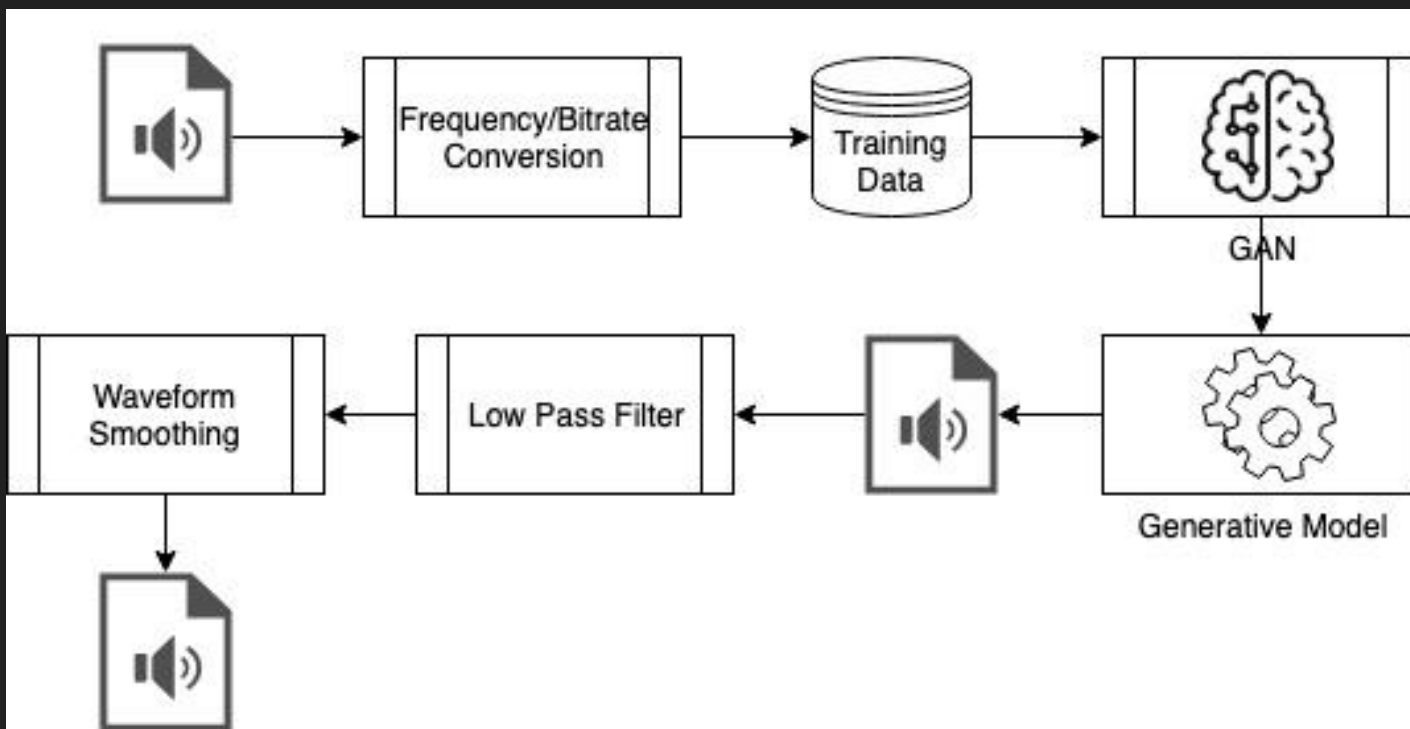 Frequency/Bitrate
Conversion
Training
Data
GAN
Waveform
Smoothing
Low Pass Filter
Generative Model